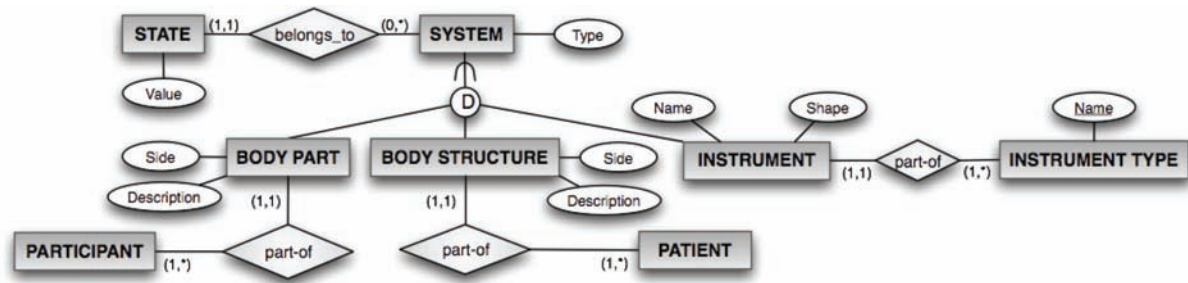 STATE (1,1) belongs_to (0,*) SYSTEM Type
Value
D
Name Shape Name
Side BODY PART BODY STRUCTURE Side INSTRUMENT (1,1) part-of (1,*) INSTRUMENT TYPE
Description (1,1) (1,1) Description
PARTICIPANT (1,*) part-of part-of (1,*) PATIENT